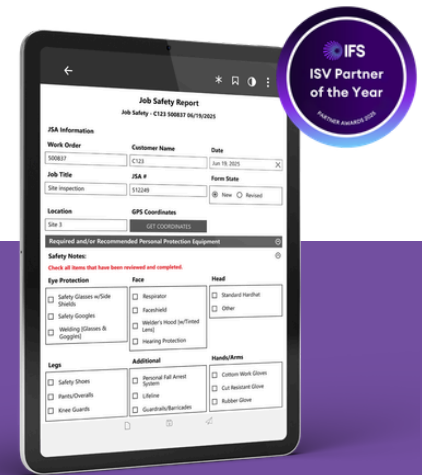 IFS
ISV Partner
of the Year
PARTNER AWARDS 2025
Job Safety Report
Job Safety - C123 500837 06/19/2025
JSA Information
Work Order
Customer Name
Date
500837
C123
Jun 19, 2025
Job Title
JSA #
Form State
Site inspection
512249
New
Revised
Location
GPS Coordinates
Site 3
GET COORDINATES
Required and/or Recommended Personal Protection Equipment
Safety Notes:
Check all items that have been reviewed and completed.
Eye Protection
Face
Head
Safety Glasses w/Side
Shields
Safety Googles
Welding [Glasses &
Goggles]
Respirator
Faceshield
Welder's Hood [w/Tinted
Lens]
Hearing Protection
Standard Hardhat
Other
Legs
Additional
Hands/Arms
Safety Shoes
Pants/Overalls
Knee Guards
Personal Fall Arrest
System
Lifeline
Guardrails/Barricades
Cotton Work Gloves
Cut Resistant Glove
Rubber Glove